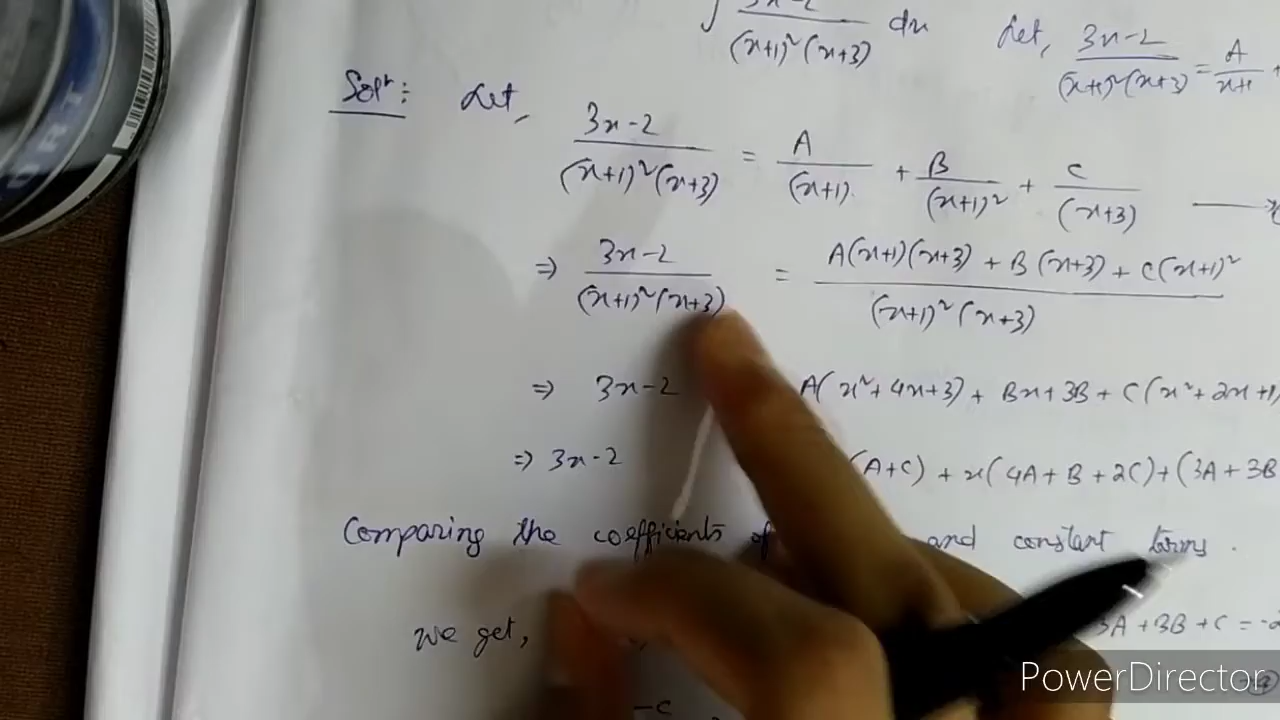 ∫ 3x-2 / (x+1)²(x+3) dx Let, 3x-2 / (x+1)²(x+3) = A / x+1 +
Solⁿ: Let, 3x-2 / (x+1)²(x+3) = A / (x+1) + B / (x+1)² + C / (x+3)
⇒ 3x-2 / (x+1)²(x+3) = A(x+1)(x+3) + B(x+3) + C(x+1)² / (x+1)²(x+3)
⇒ 3x-2 A(x²+4x+3) + Bx+3B + C(x²+2x+1)
⇒ 3x-2 (A+C) + x(4A+B+2C)+(3A+3B
Comparing the coefficients of and constant terms.
We get, 3A+3B+C=-2
-C
PowerDirector